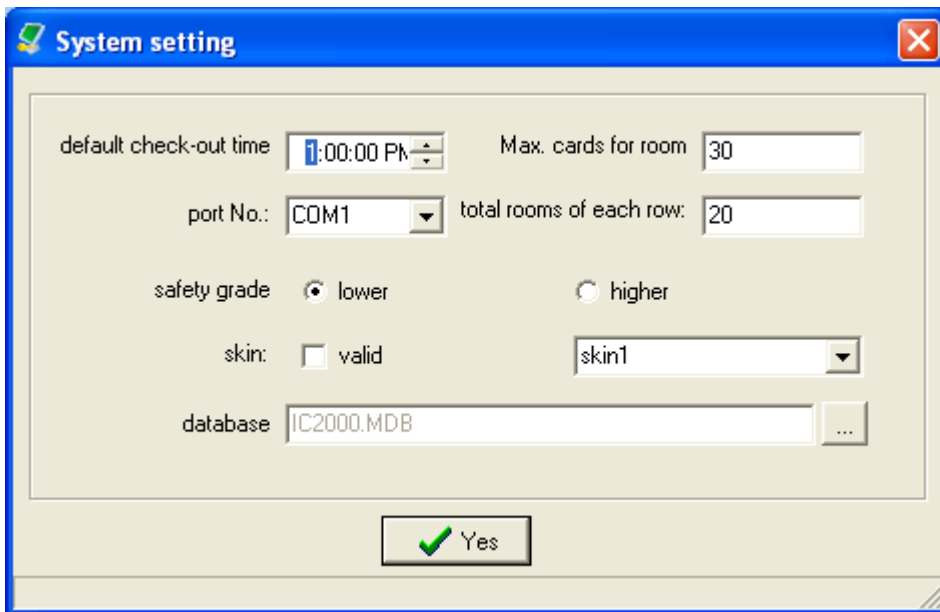 System setting
default check-out time 1:00:00 PM Max. cards for room 30
port No.: COM1 total rooms of each row: 20
safety grade lower higher
skin: valid skin1
database IC2000.MDB ...
Yes